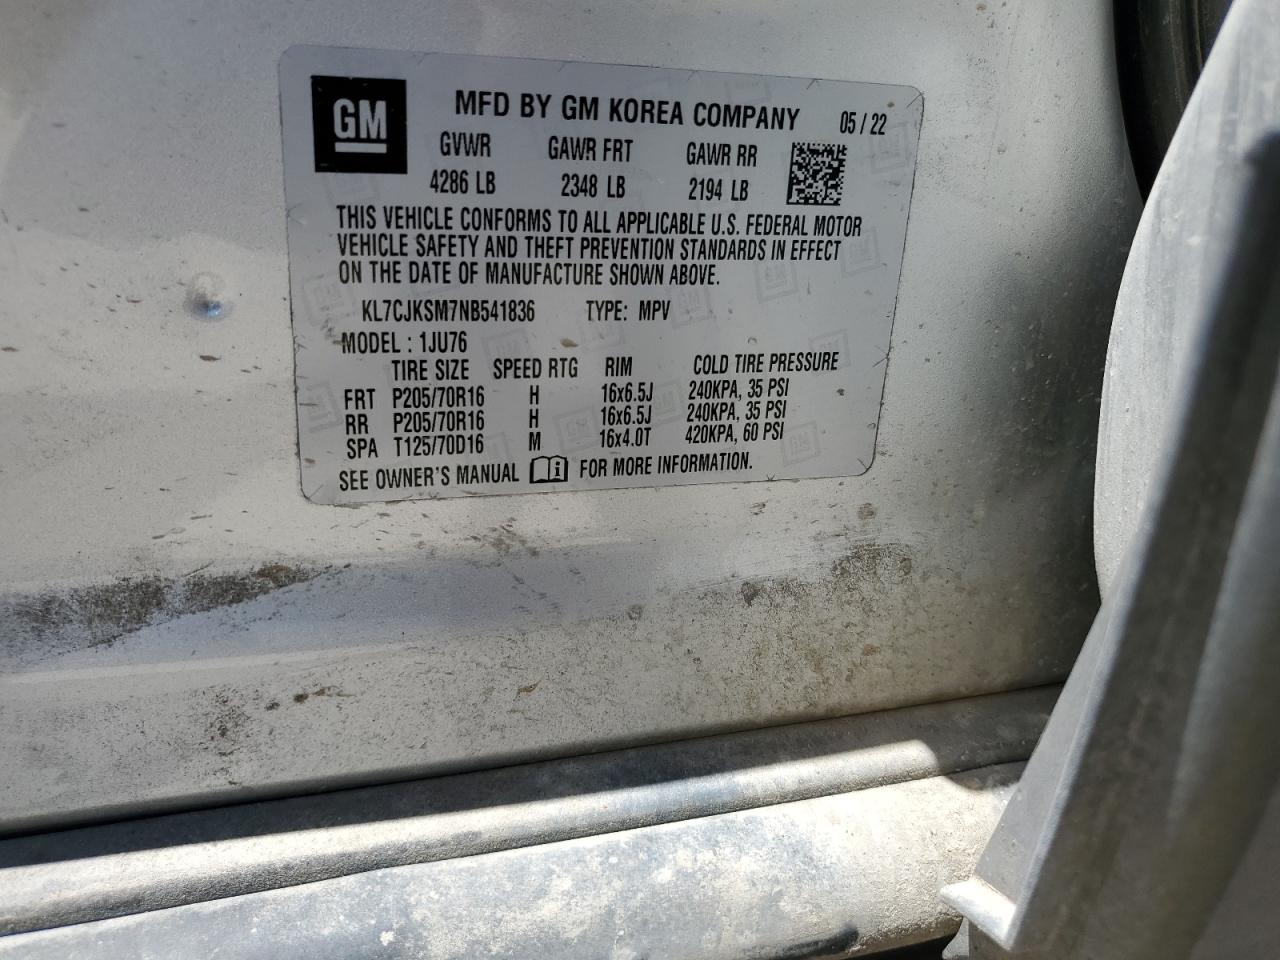 GM
MFD BY GM KOREA COMPANY 05 / 22
GVWR GAWR FRT GAWR RR
4286 LB 2348 LB 2194 LB
THIS VEHICLE CONFORMS TO ALL APPLICABLE U.S. FEDERAL MOTOR
VEHICLE SAFETY AND THEFT PREVENTION STANDARDS IN EFFECT
ON THE DATE OF MANUFACTURE SHOWN ABOVE.
KL7CJKSM7NB541836 TYPE: MPV
MODEL : 1JU76
TIRE SIZE SPEED RTG RIM COLD TIRE PRESSURE
FRT P205/70R16 H 16x6.5J 240KPA, 35 PSI
RR P205/70R16 H 16x6.5J 240KPA, 35 PSI
SPA T125/70D16 M 16x4.0T 420KPA, 60 PSI
SEE OWNER'S MANUAL i FOR MORE INFORMATION.